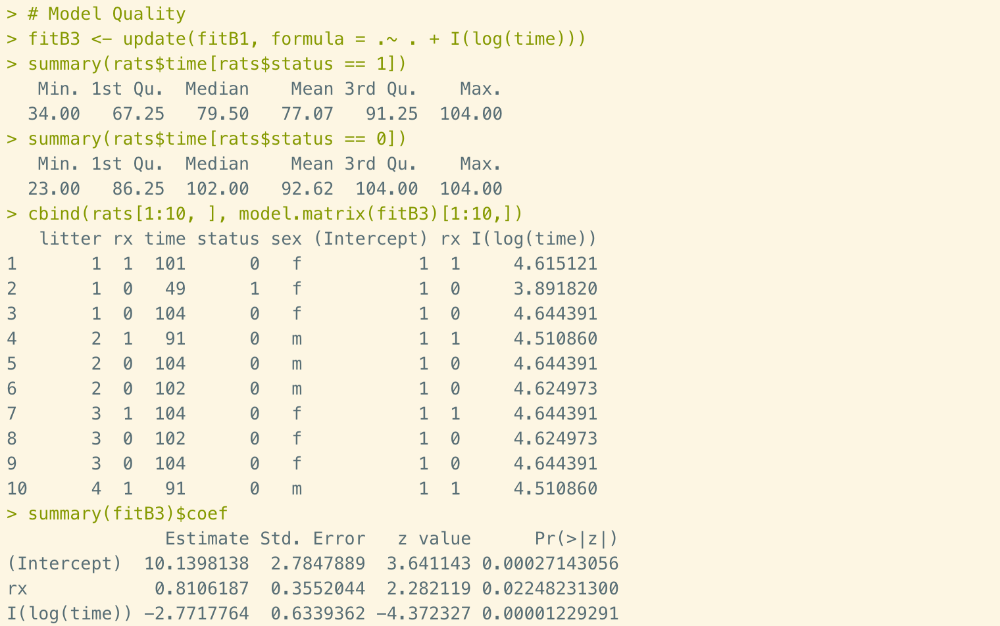 > # Model Quality
> fitB3 <- update(fitB1, formula = .~ . + I(log(time)))
> summary(rats$time[rats$status == 1])
   Min. 1st Qu.  Median    Mean 3rd Qu.    Max.
  34.00   67.25   79.50   77.07   91.25  104.00
> summary(rats$time[rats$status == 0])
   Min. 1st Qu.  Median    Mean 3rd Qu.    Max.
  23.00   86.25  102.00   92.62  104.00  104.00
> cbind(rats[1:10, ], model.matrix(fitB3)[1:10,])
   litter rx time status sex (Intercept) rx I(log(time))
1       1  1  101      0   f           1  1     4.615121
2       1  0   49      1   f           1  0     3.891820
3       1  0  104      0   f           1  0     4.644391
4       2  1   91      0   m           1  1     4.510860
5       2  0  104      0   m           1  0     4.644391
6       2  0  102      0   m           1  0     4.624973
7       3  1  104      0   f           1  1     4.644391
8       3  0  102      0   f           1  0     4.624973
9       3  0  104      0   f           1  0     4.644391
10      4  1   91      0   m           1  1     4.510860
> summary(fitB3)$coef
               Estimate Std. Error   z value      Pr(>|z|)
(Intercept)  10.1398138  2.7847889  3.641143 0.00027143056
rx            0.8106187  0.3552044  2.282119 0.02248231300
I(log(time)) -2.7717764  0.6339362 -4.372327 0.00001229291